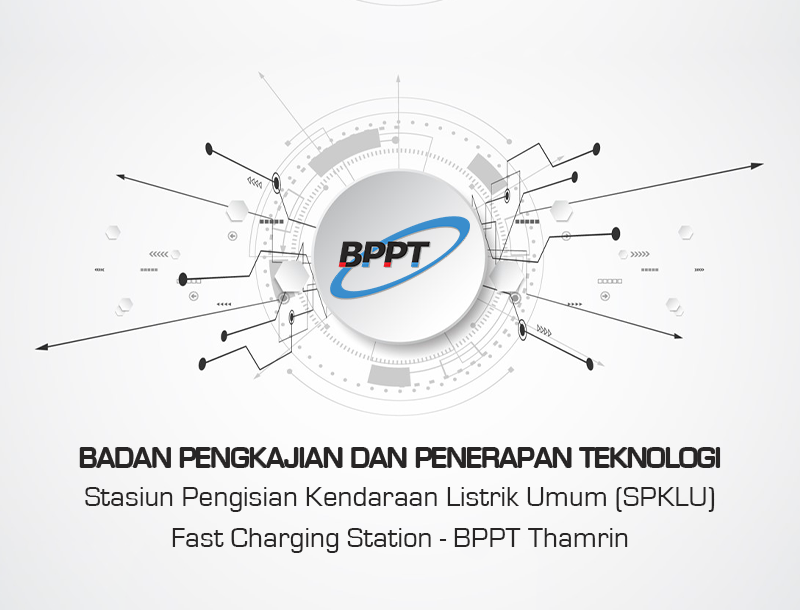 BPPT
BADAN PENGKAJIAN DAN PENERAPAN TEKNOLOGI
Stasiun Pengisian Kendaraan Listrik Umum (SPKLU)
Fast Charging Station - BPPT Thamrin